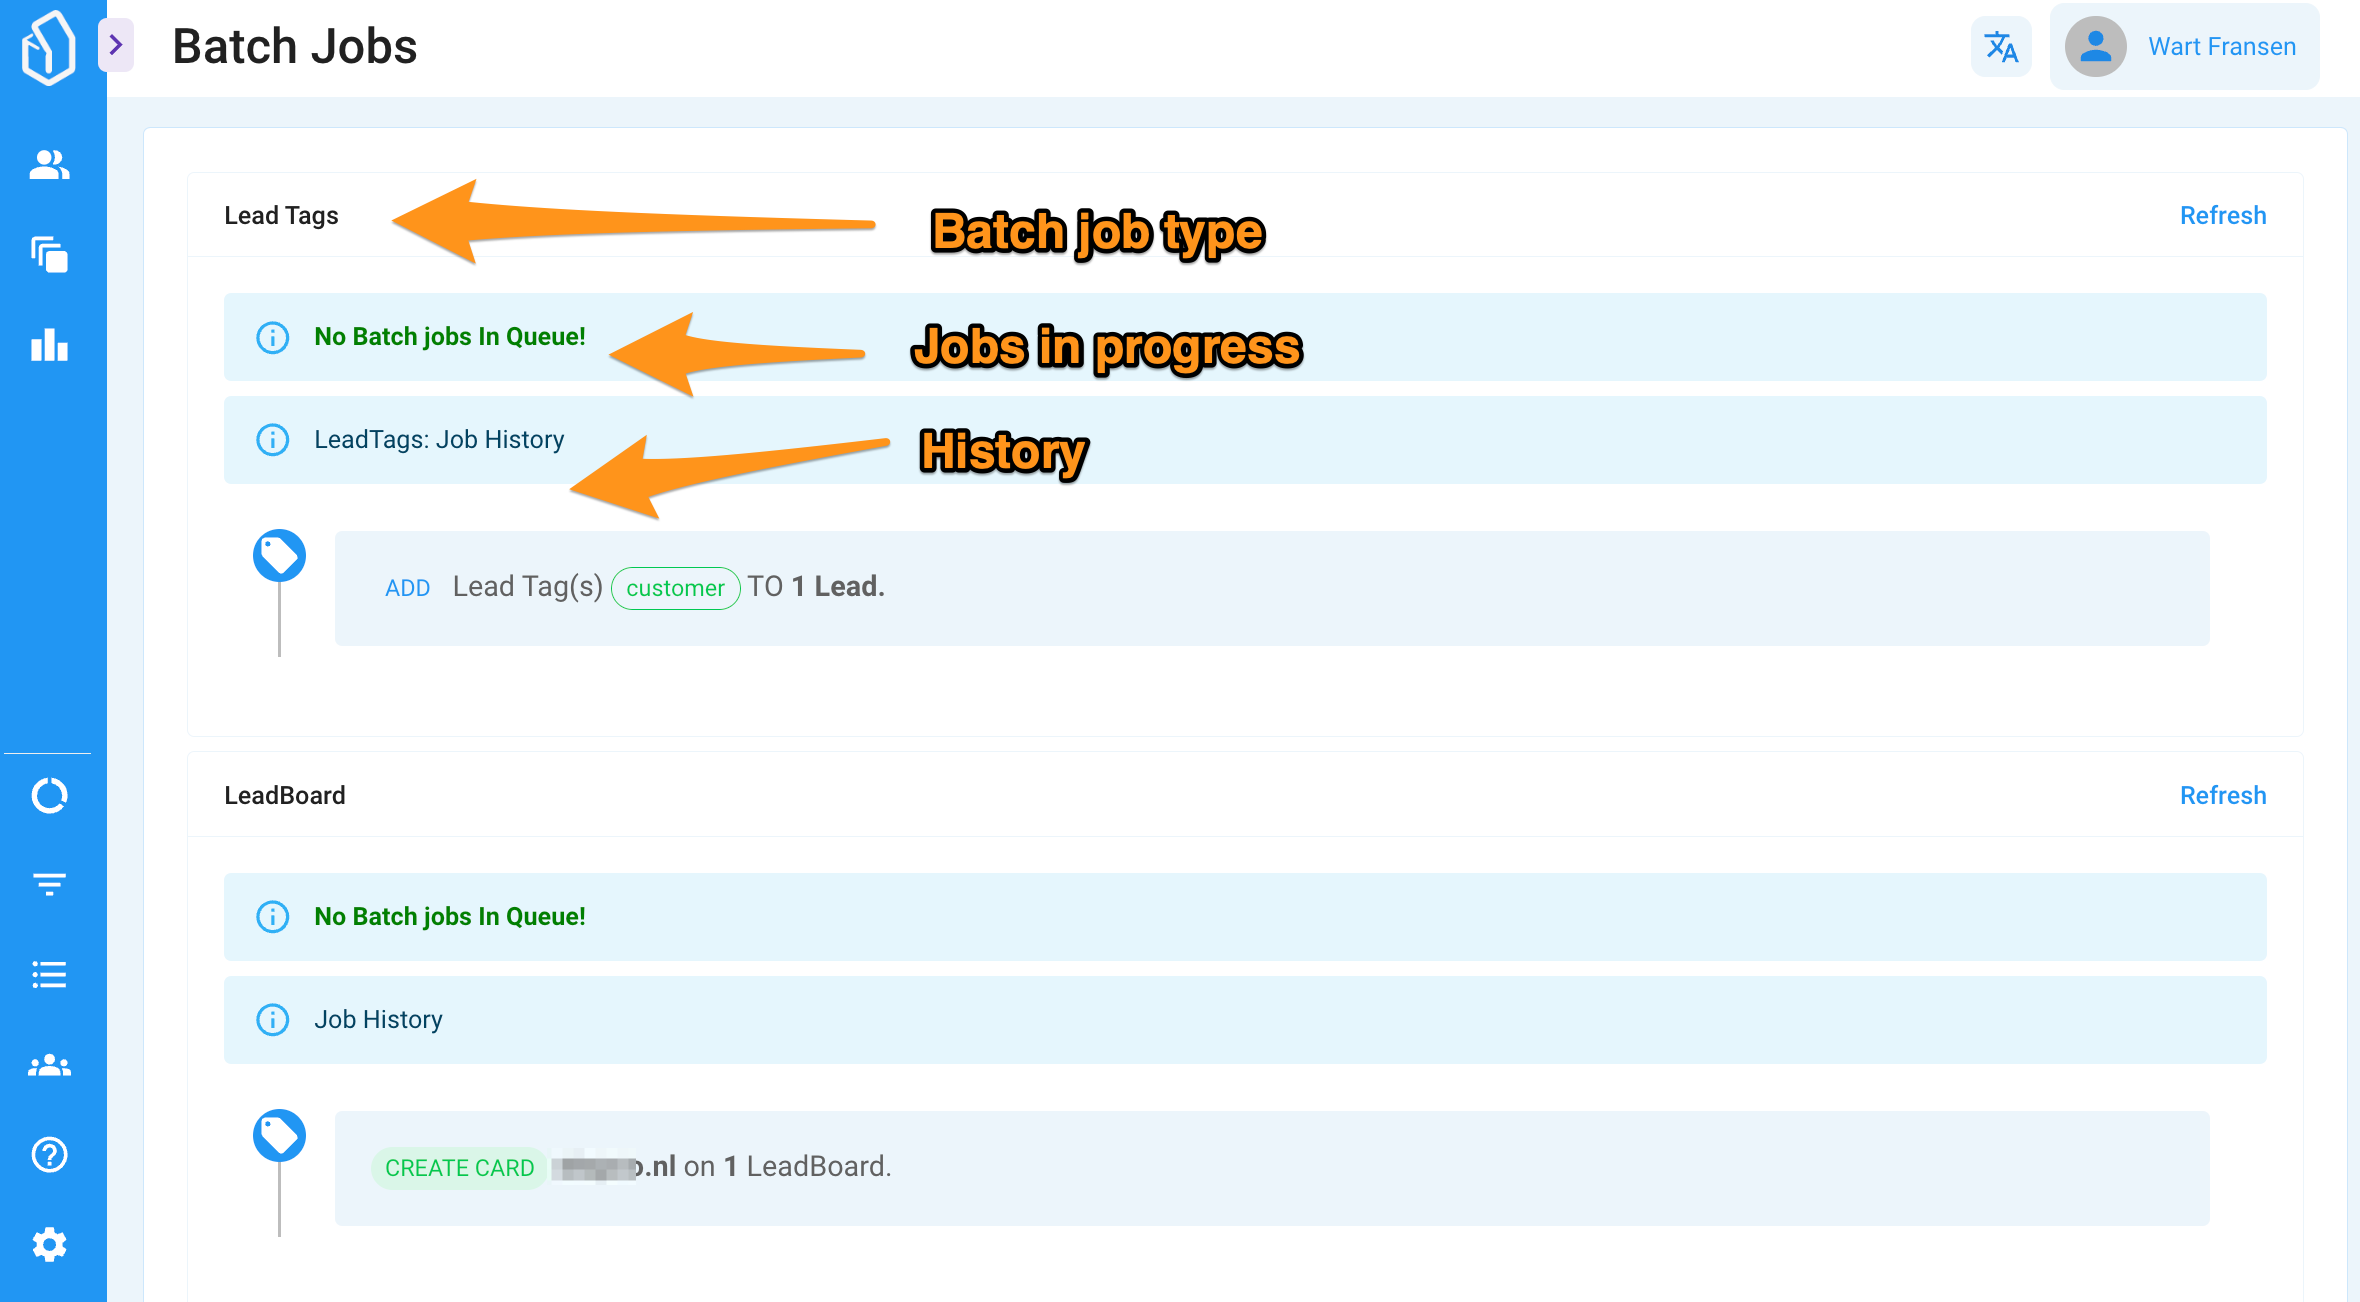 Batch Jobs
Wart Fransen
Lead Tags
Batch job type
Refresh
No Batch jobs In Queue!
Jobs in progress
LeadTags: Job History
History
ADD Lead Tag(s) customer TO 1 Lead.
LeadBoard
Refresh
No Batch jobs In Queue!
Job History
CREATE CARD .nl on 1 LeadBoard.